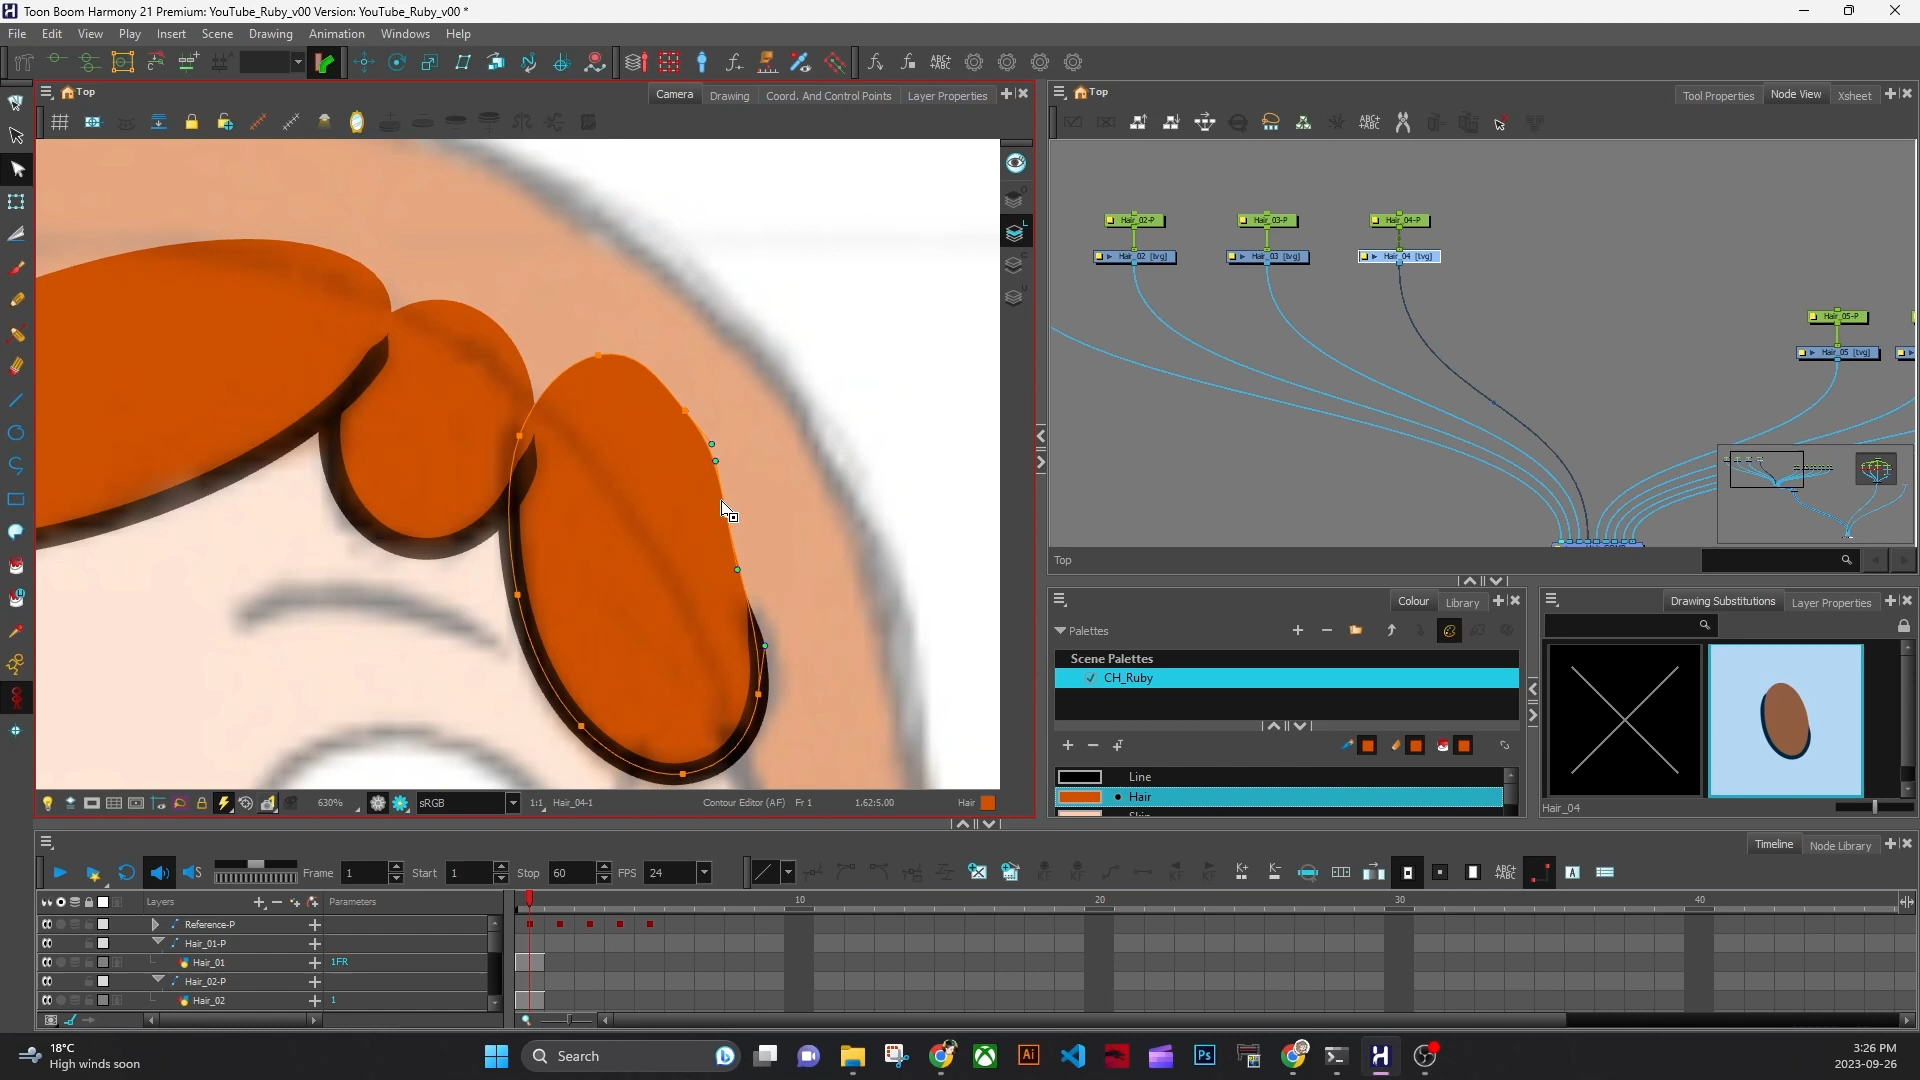 Toon Boom Harmony 21 Premium: YouTube_Ruby_v00 Version: YouTube_Ruby_v00 *
File Edit View Play Insert Scene Drawing Animation Windows Help
Top
Camera Drawing Coord. And Control Points Layer Properties
Top
Tool Properties Node View Xsheet
Hair_02-P
Hair_03-P
Hair_04-P
Hair_02 [tvg]
Hair_03 [tvg]
Hair_04 [tvg]
Hair_05-P
Hair_05 [tvg]
Top
Colour Library
Palettes
Scene Palettes
CH_Ruby
Line
Hair
Drawing Substitutions Layer Properties
Hair_04
630% sRGB 1:1 Hair_04-1 Contour Editor (AF) Fr 1 1.62:5.00 Hair
Timeline Node Library
Frame 1 Start 1 Stop 60 FPS 24
Layers Parameters
10 20 30 40
Reference-P
Hair_01-P
Hair_01 1FR
Hair_02-P
Hair_02 1
18°C
High winds soon
Search
3:26 PM
2023-09-26